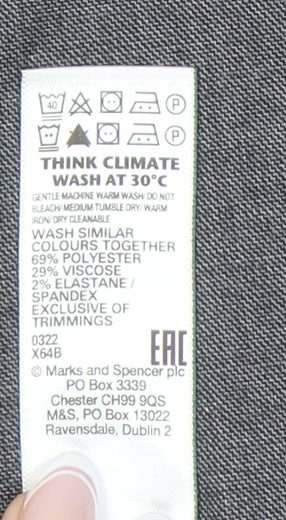 40 P
P
THINK CLIMATE
WASH AT 30°C
GENTLE MACHINE WARM WASH/ DO NOT
BLEACH/ MEDIUM TUMBLE DRY/ WARM
IRON/ DRY CLEANABLE
WASH SIMILAR
COLOURS TOGETHER
69% POLYESTER
29% VISCOSE
2% ELASTANE /
SPANDEX
EXCLUSIVE OF
TRIMMINGS
0322
X64B EAC
© Marks and Spencer plc
PO Box 3339
Chester CH99 9QS
M&S, PO Box 13022
Ravensdale, Dublin 2